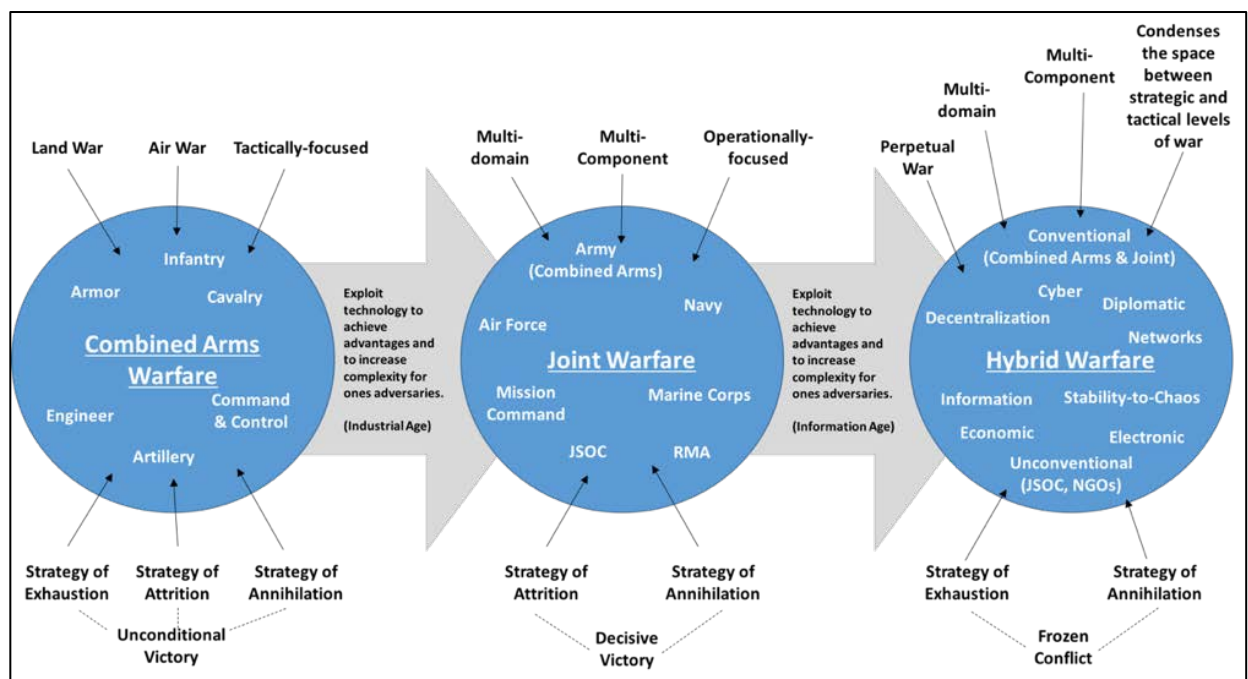 Land War
Air War
Tactically-focused
Infantry
Armor
Cavalry
Combined Arms
Warfare
Engineer
Command
& Control
Artillery
Strategy of
Exhaustion
Strategy of
Attrition
Strategy of
Annihilation
Unconditional
Victory
Exploit
technology to
achieve
advantages and
to increase
complexity for
ones adversaries.
(Industrial Age)
Multi-
domain
Multi-
Component
Operationally-
focused
Army
(Combined Arms)
Navy
Air Force
Joint Warfare
Mission
Command
Marine Corps
JSOC
RMA
Strategy of
Attrition
Strategy of
Annihilation
Decisive
Victory
Exploit
technology to
achieve
advantages and
to increase
complexity for
ones adversaries.
(Information Age)
Perpetual
War
Multi-
domain
Multi-
Component
Condenses
the space
between
strategic and
tactical levels
of war
Conventional
(Combined Arms & Joint)
Cyber
Diplomatic
Decentralization
Networks
Hybrid Warfare
Information
Stability-to-Chaos
Economic
Electronic
Unconventional
(JSOC, NGOs)
Strategy of
Exhaustion
Strategy of
Annihilation
Frozen
Conflict